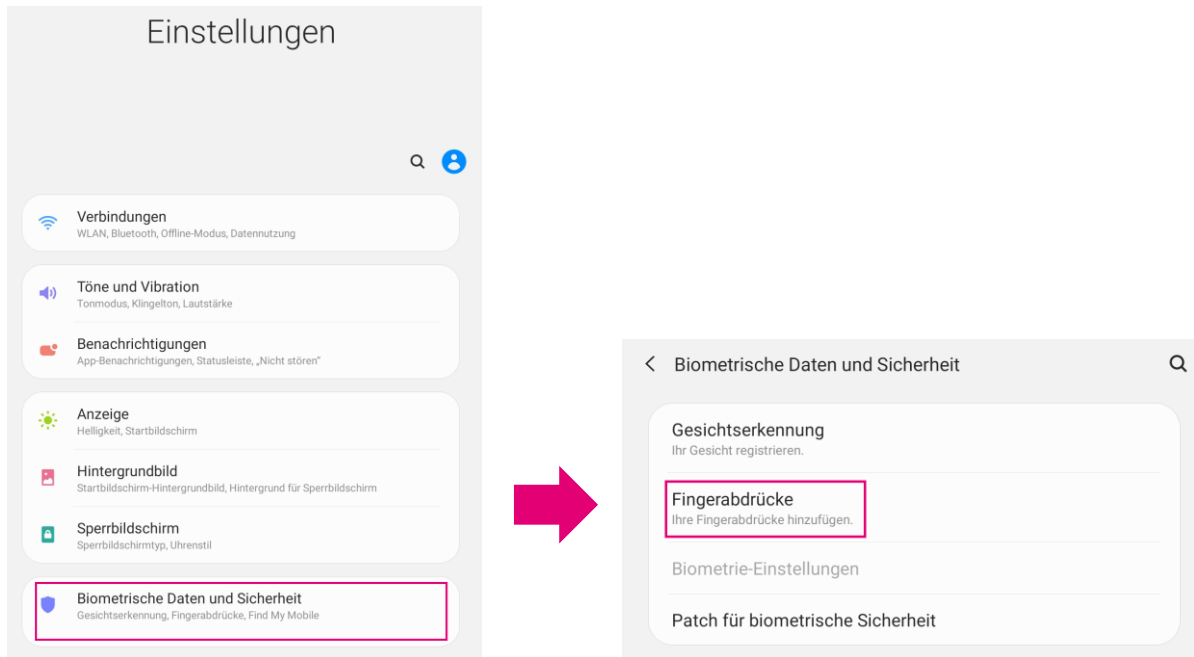 Einstellungen
Verbindungen
WLAN, Bluetooth, Offline-Modus, Datennutzung
Töne und Vibration
Tonmodus, Klingelton, Lautstärke
Benachrichtigungen
App-Benachrichtigungen, Statusleiste, „Nicht stören“
Anzeige
Helligkeit, Startbildschirm
Hintergrundbild
Startbildschirm-Hintergrundbild, Hintergrund für Sperrbildschirm
Sperrbildschirm
Sperrbildschirmtyp, Uhrenstil
Biometrische Daten und Sicherheit
Gesichtserkennung, Fingerabdrücke, Find My Mobile
Biometrische Daten und Sicherheit
Gesichtserkennung
Ihr Gesicht registrieren.
Fingerabdrücke
Ihre Fingerabdrücke hinzufügen.
Biometrie-Einstellungen
Patch für biometrische Sicherheit